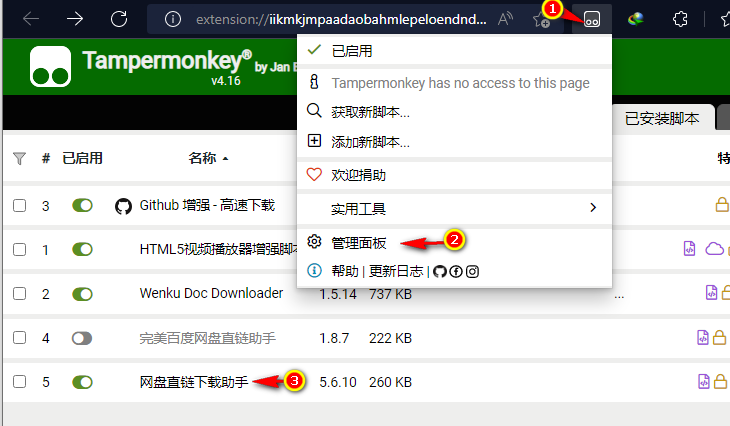 extension://iikmkjmpaadaobahmlepeloendnd...
1
Tampermonkey® by Jan B
v4.16
已启用
Tampermonkey has no access to this page
获取新脚本...
添加新脚本...
欢迎捐助
实用工具
管理面板
2
帮助 | 更新日志 |
已安装脚本
# 已启用 名称 特
3 Github 增强 - 高速下载
1 HTML5视频播放器增强脚本
2 Wenku Doc Downloader 1.5.14 737 KB ...
4 完美百度网盘直链助手 1.8.7 222 KB
5 网盘直链下载助手 3 5.6.10 260 KB